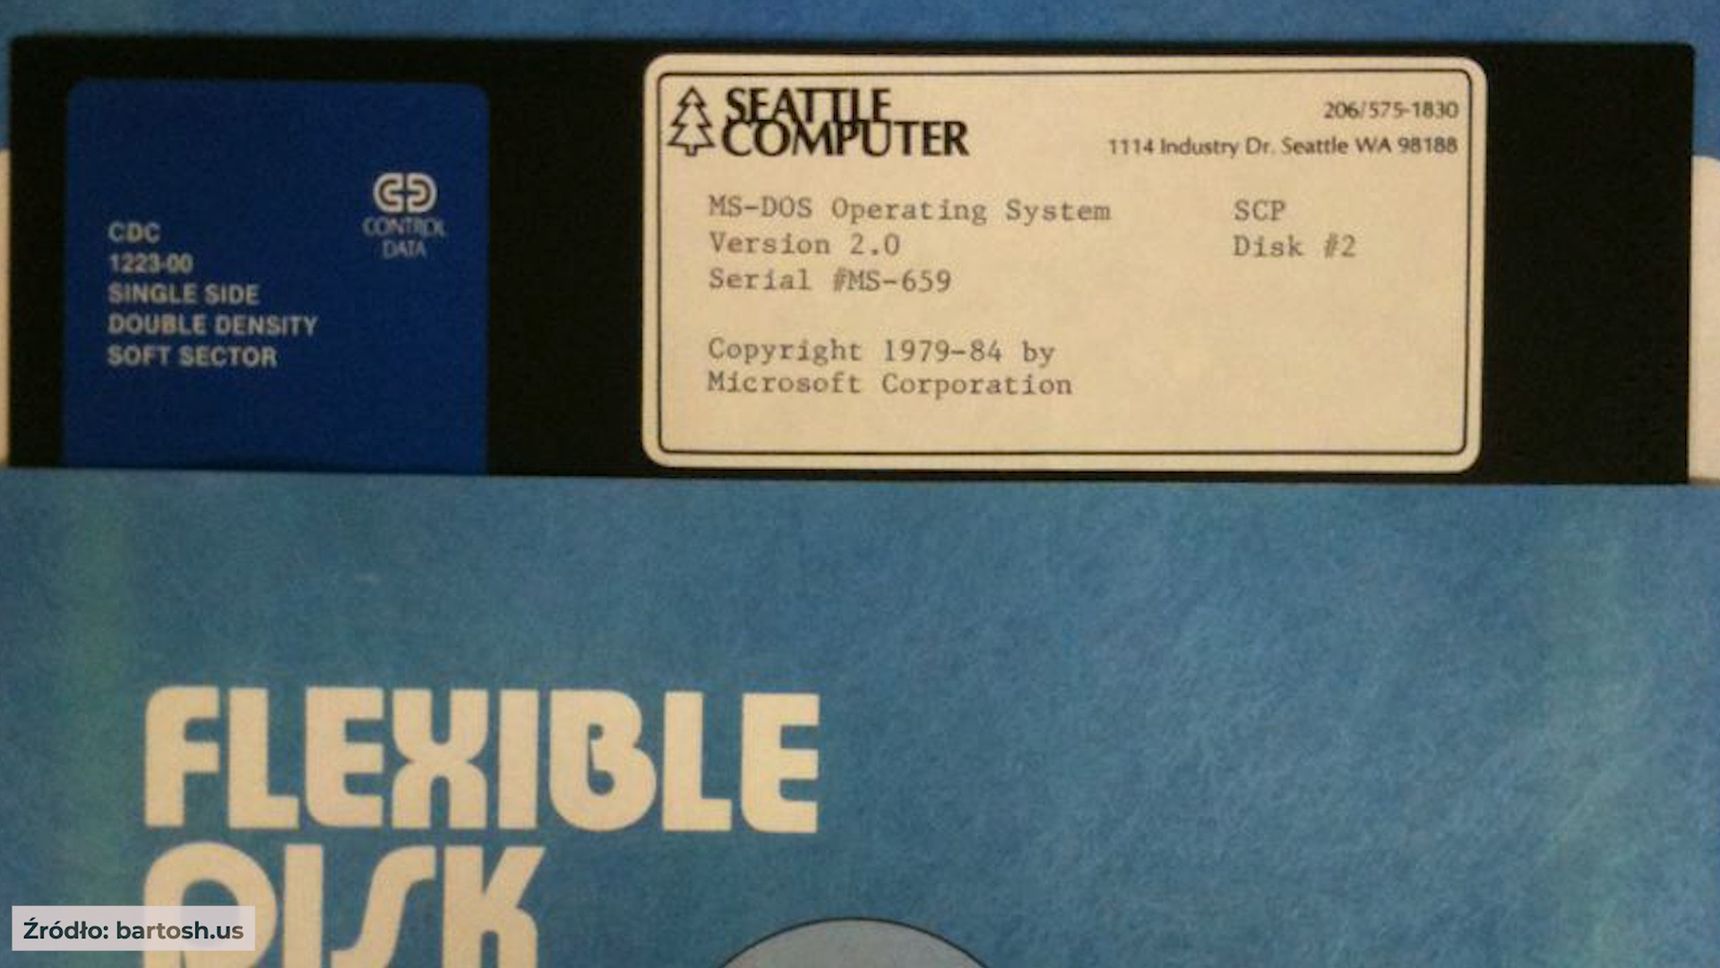 CDC
1223-00
SINGLE SIDE
DOUBLE DENSITY
SOFT SECTOR
CONTROL
DATA
SEATTLE
COMPUTER
206/575-1830
1114 Industry Dr. Seattle WA 98188
MS-DOS Operating System SCP
Version 2.0 Disk #2
Serial #MS-659
Copyright 1979-84 by
Microsoft Corporation
FLEXIBLE
DISK
Źródło: bartosh.us